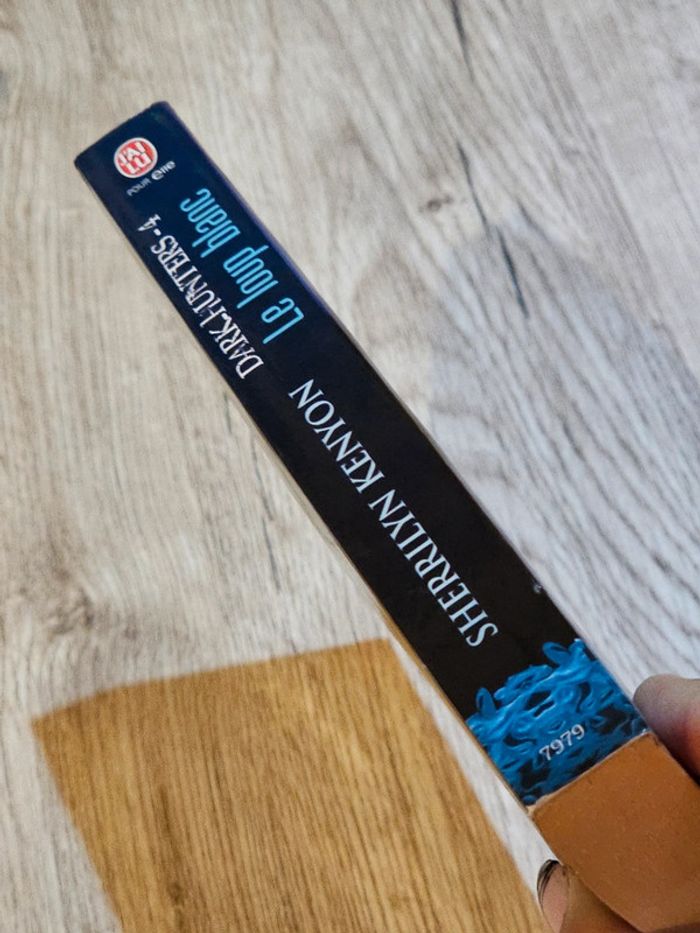 SHERRILYN KENYON
Le loup blanc
DARK-HUNTERS-4
J'AI
LU
POUR elle
7979